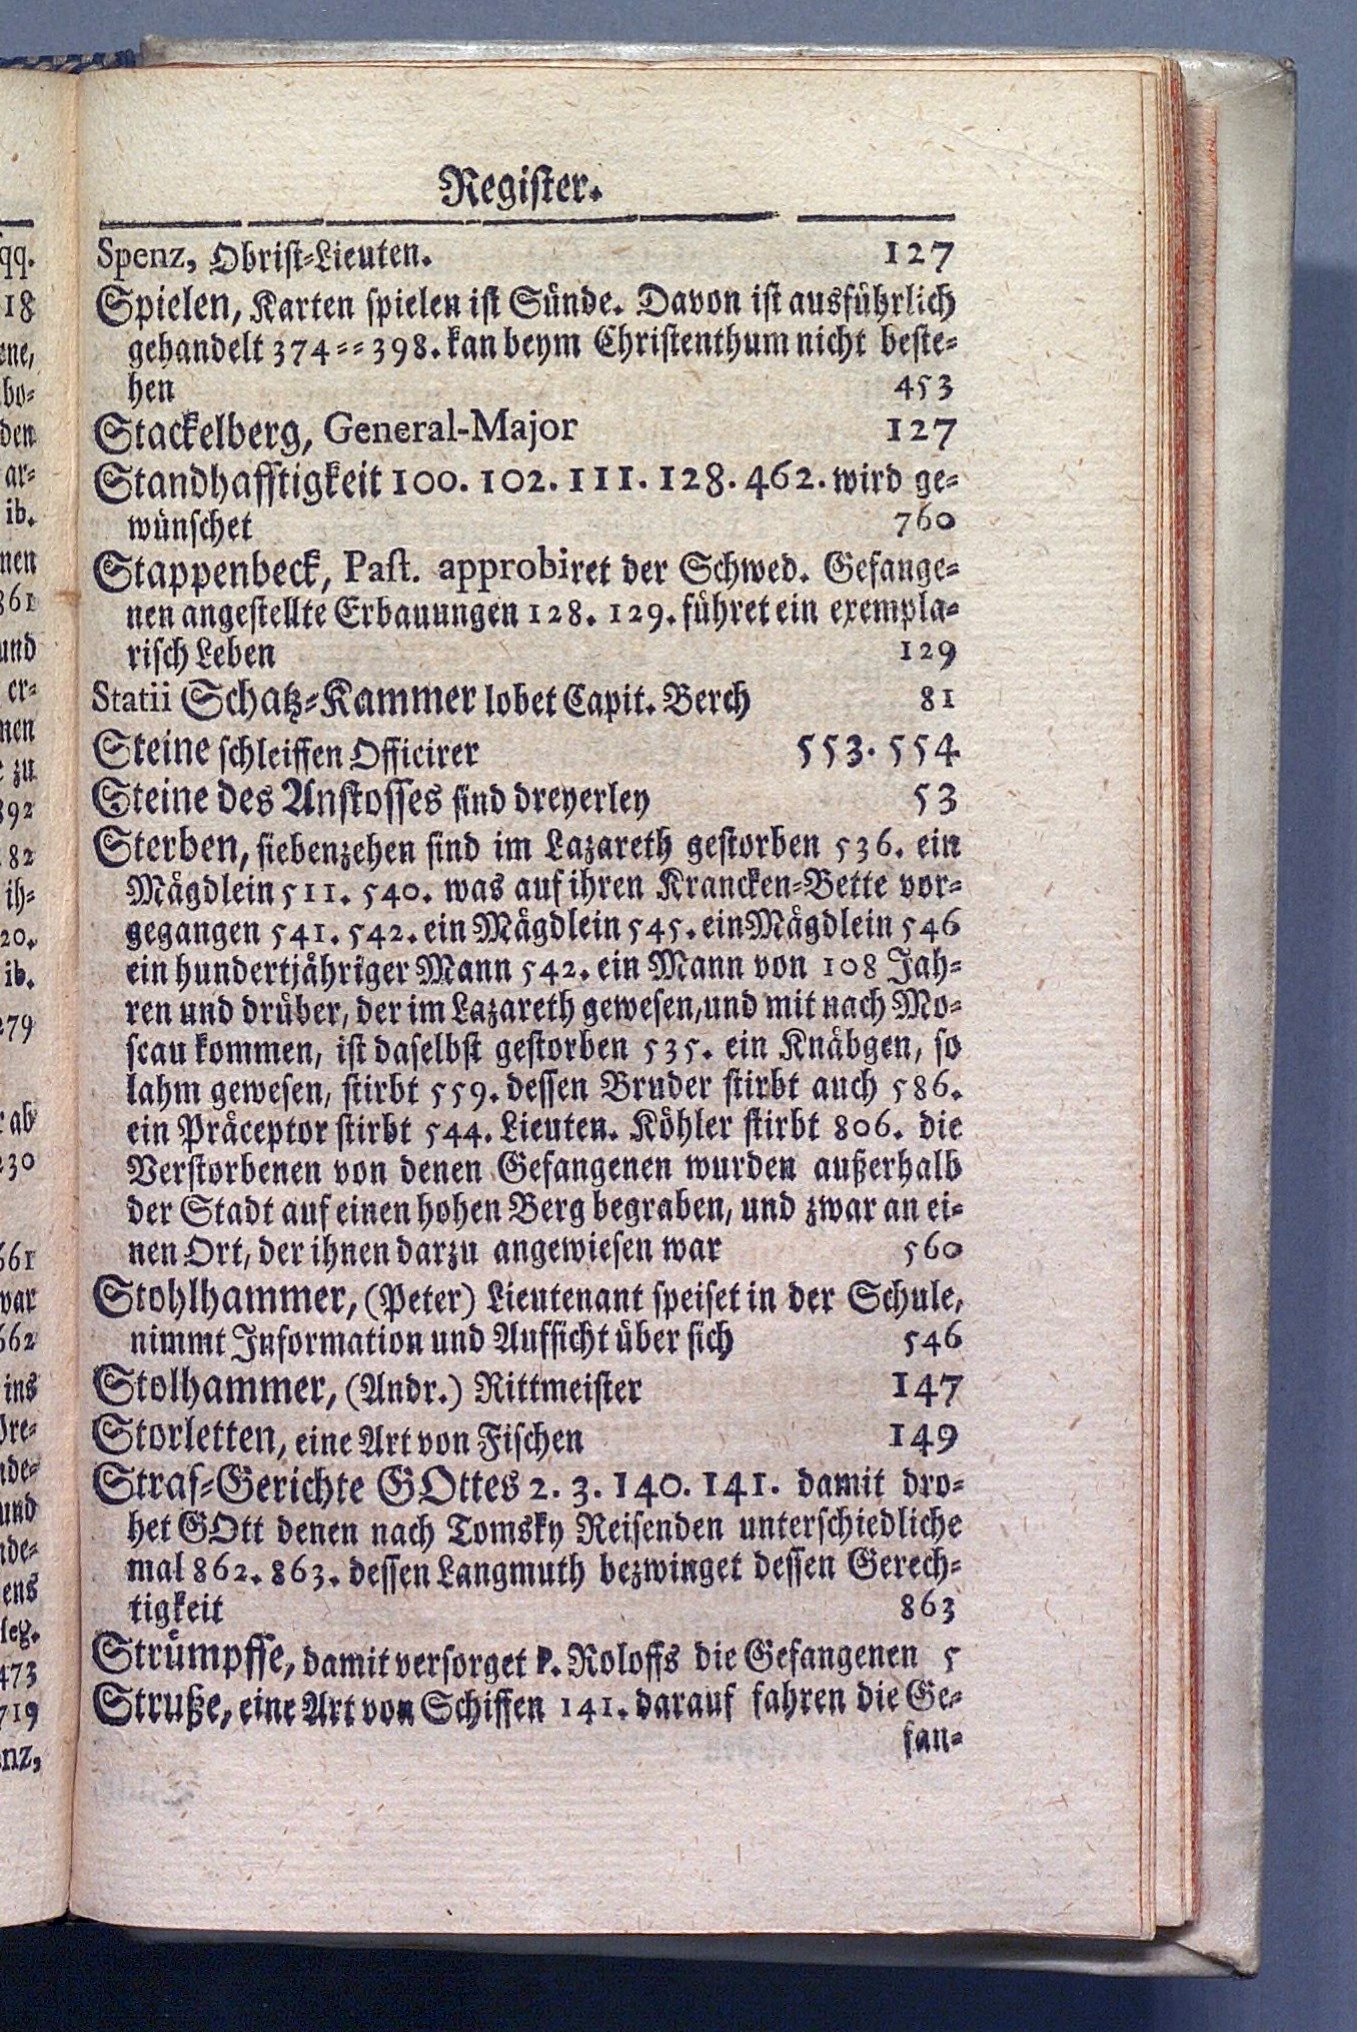 Register.
Spenz, Obrist-Lieuten. 127
Spielen, Karten spielen ist Sünde. Davon ist ausführlich
gehandelt 374-- 398. kan beym Christenthum nicht beste-
hen 453
Stackelberg, General-Major 127
Standhafftigkeit 100. 102. 111. 128. 462. wird ge-
wünschet 760
Stappenbeck, Past. approbiret der Schwed. Gefange-
nen angestellte Erbauungen 128. 129. führet ein exempla-
risch Leben 129
Statii Schatz-Kammer lobet Capit. Berch 81
Steine schleiffen Officirer 553. 554
Steine des Anstosses sind dreyerley 53
Sterben, siebenzehen sind im Lazareth gestorben 536. ein
Mägdlein 511. 540. was auf ihren Krancken-Bette vor-
gegangen 541. 542. ein Mägdlein 545. ein Mägdlein 546
ein hundertjähriger Mann 542. ein Mann von 108 Jah-
ren und drüber, der im Lazareth gewesen, und mit nach Mo-
scau kommen, ist daselbst gestorben 535. ein Knäbgen, so
lahm gewesen, stirbt 559. dessen Bruder stirbt auch 586.
ein Präceptor stirbt 544. Lieuten. Köhler stirbt 806. die
Verstorbenen von denen Gefangenen wurden außerhalb
der Stadt auf einen hohen Berg begraben, und zwar an ei-
nen Ort, der ihnen darzu angewiesen war 560
Stohlhammer, (Peter) Lieutenant speiset in der Schule,
nimmt Information und Aufsicht über sich 546
Stolhammer, (Andr.) Rittmeister 147
Storletten, eine Art von Fischen 149
Straf-Gerichte GOttes 2. 3. 140. 141. damit dro-
het GOtt denen nach Tomsky Reisenden unterschiedliche
mal 862. 863. dessen Langmuth bezwinget dessen Gerech-
tigkeit 863
Strümpffe, damit versorget P. Roloffs die Gefangenen 5
Struße, eine Art von Schiffen 141. darauf fahren die Ge-
fan-